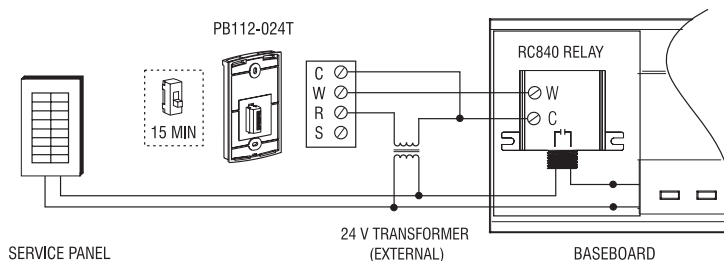 PB112-024T
RC840 RELAY
C
W
R
S
W
C
15 MIN
24 V TRANSFORMER
(EXTERNAL)
SERVICE PANEL
BASEBOARD